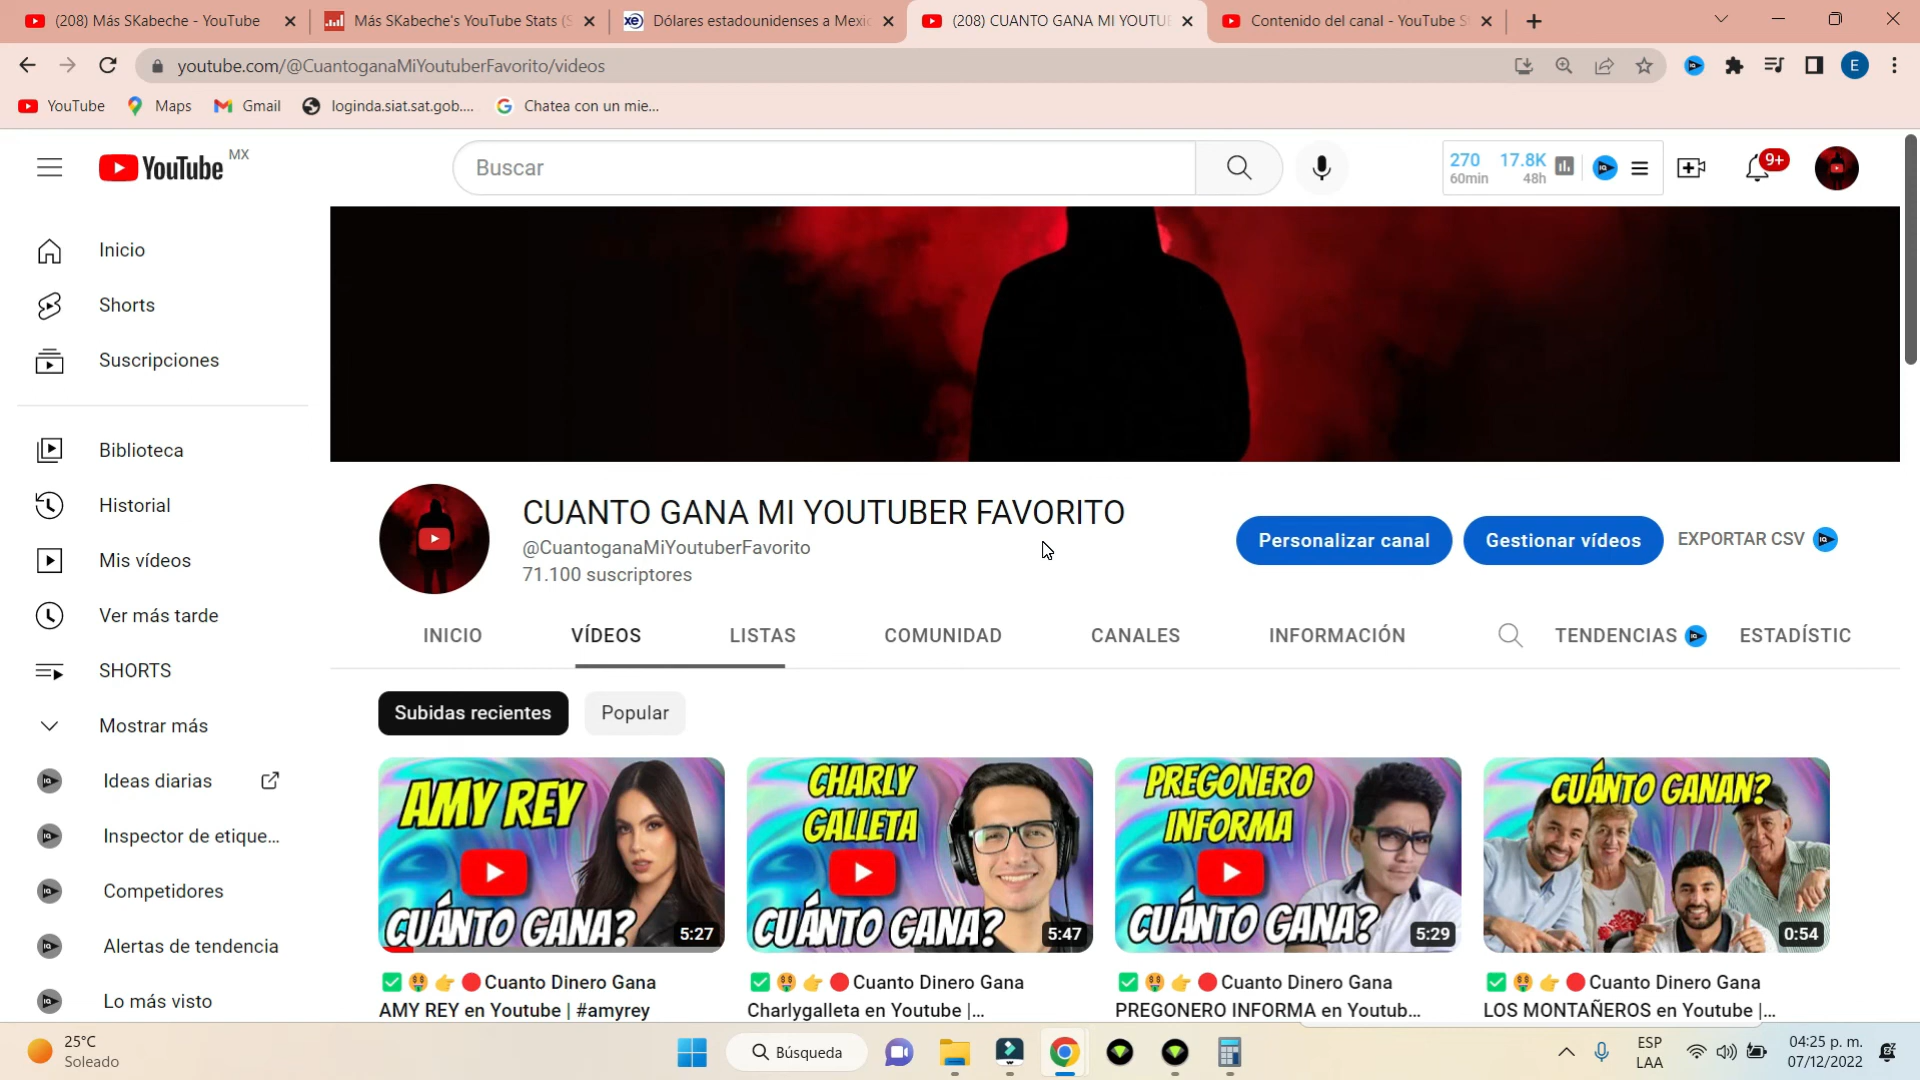 (208) Más SKabeche - YouTube
Más SKabeche's YouTube Stats (S
Dólares estadounidenses a Mexic
(208) CUANTO GANA MI YOUTU
Contenido del canal - YouTube S
youtube.com/@CuantoganaMiYoutuberFavorito/videos
E
YouTube
Maps
Gmail
loginda.siat.sat.gob....
Chatea con un mie...
YouTube MX
Buscar
270
60min
17.8K
48h
9+
Inicio
Shorts
Suscripciones
Biblioteca
Historial
Mis vídeos
Ver más tarde
SHORTS
Mostrar más
Ideas diarias
Inspector de etique...
Competidores
Alertas de tendencia
Lo más visto
CUANTO GANA MI YOUTUBER FAVORITO
@CuantoganaMiYoutuberFavorito
71.100 suscriptores
Personalizar canal
Gestionar vídeos
EXPORTAR CSV
INICIO
VÍDEOS
LISTAS
COMUNIDAD
CANALES
INFORMACIÓN
TENDENCIAS
ESTADÍSTIC
Subidas recientes
Popular
AMY REY
CUÁNTO GANA?
5:27
CHARLY
GALLETA
CUÁNTO GANA?
5:47
PREGONERO
INFORMA
CUÁNTO GANA?
5:29
CUÁNTO GANAN?
0:54
✅🤑👉🔴Cuanto Dinero Gana
AMY REY en Youtube | #amyrey
✅🤑👉🔴Cuanto Dinero Gana
Charlygalleta en Youtube |...
✅🤑👉🔴Cuanto Dinero Gana
PREGONERO INFORMA en Youtub...
✅🤑👉🔴Cuanto Dinero Gana
LOS MONTAÑEROS en Youtube |...
25°C
Soleado
Búsqueda
ESP
LAA
04:25 p. m.
07/12/2022